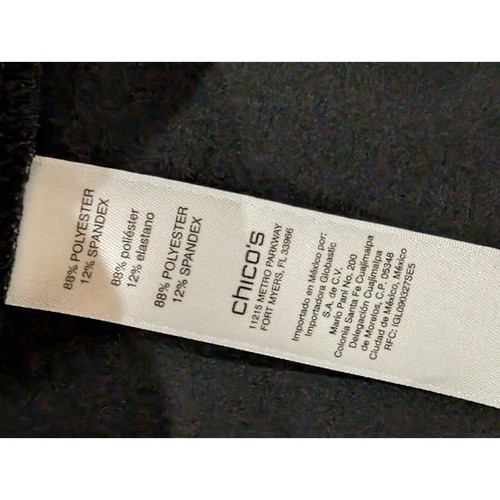 88% POLYESTER
12% SPANDEX
88% poliéster
12% elastano
88% POLYESTER
12% SPANDEX
chico's
11215 METRO PARKWAY
FORT MYERS, FL 33966
Importado en México por:
Importadora Globastic
S.A. de C.V.
Mario Pani No. 200
Colonia Santa Fe Cuajimalpa
Delegación Cuajimalpa
de Morelos, C.P. 05348
Ciudad de México, México
RFC: IGL090327SE5